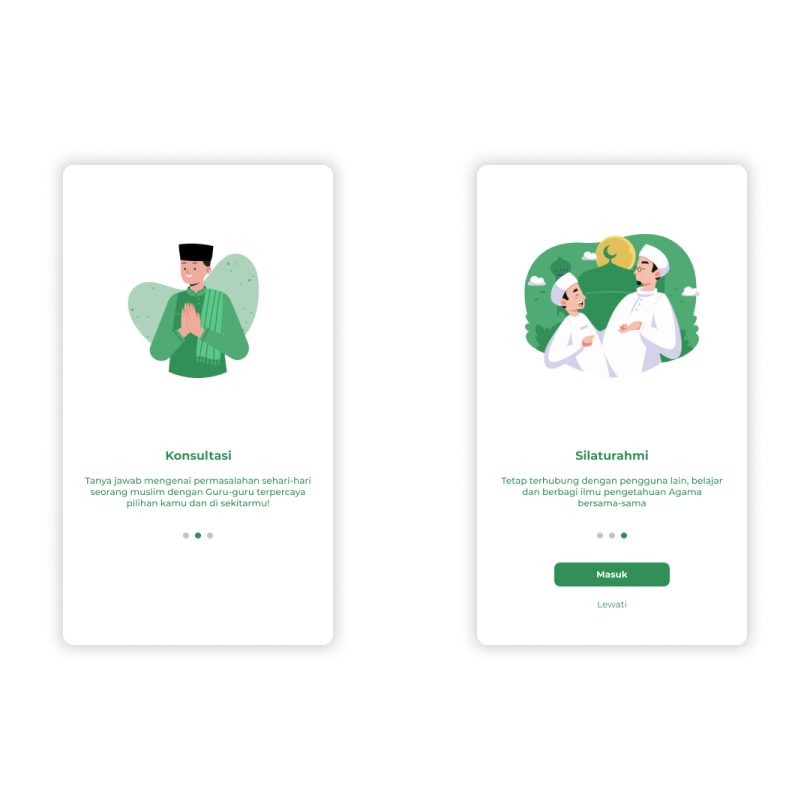 Konsultasi
Tanya jawab mengenai permasalahan sehari-hari
seorang muslim dengan Guru-guru terpercaya
pilihan kamu dan di sekitarmu!
Silaturahmi
Tetap terhubung dengan pengguna lain, belajar
dan berbagi ilmu pengetahuan Agama
bersama-sama
Masuk
Lewati